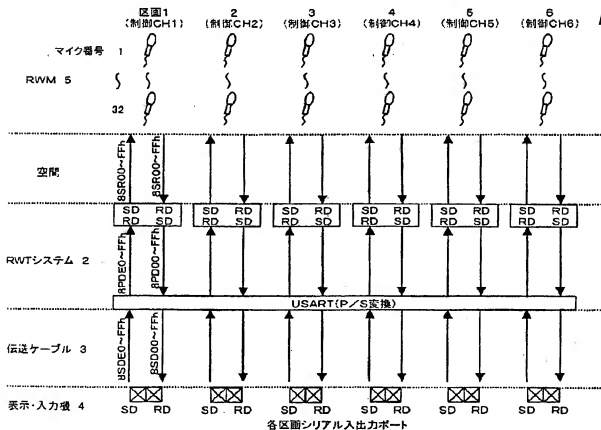 区画1 2 3 4 5 6
(制御CH1) (制御CH2) (制御CH3) (制御CH4) (制御CH5) (制御CH6)
マイク番号 1
RWM 5
32
空間
8SR00~FFh 8SR00~FFh
SD RD SD RD SD RD SD RD SD RD SD RD
RD SD RD SD RD SD RD SD RD SD RD SD
RWTシステム 2
8PDE0~FFh 8PD00~FFh
USART(P/S変換)
伝送ケーブル 3
8SDE0~FFh 8SD00~FFh
表示・入力機 4
SD RD SD RD SD RD SD RD SD RD SD RD
各区画シリアル入出力ポート